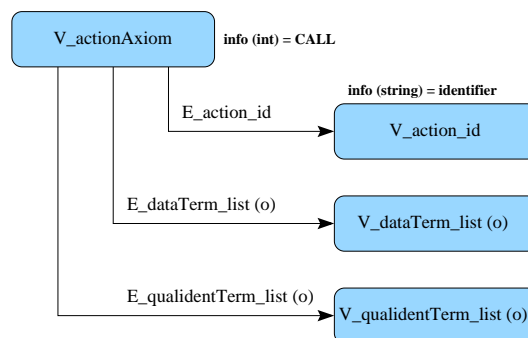 V_actionAxiom
info (int) = CALL
info (string) = identifier
E_action_id
V_action_id
E_dataTerm_list (o)
V_dataTerm_list (o)
E_qualidentTerm_list (o)
V_qualidentTerm_list (o)